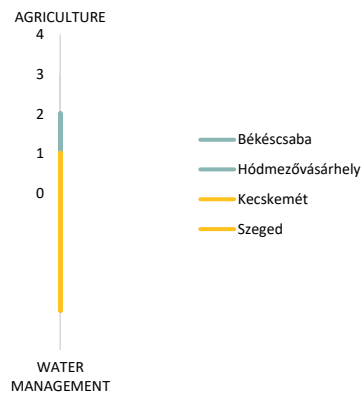 AGRICULTURE
4
3
2
1
0
Békéscsaba
Hódmezővásárhely
Kecskemét
Szeged
WATER
MANAGEMENT